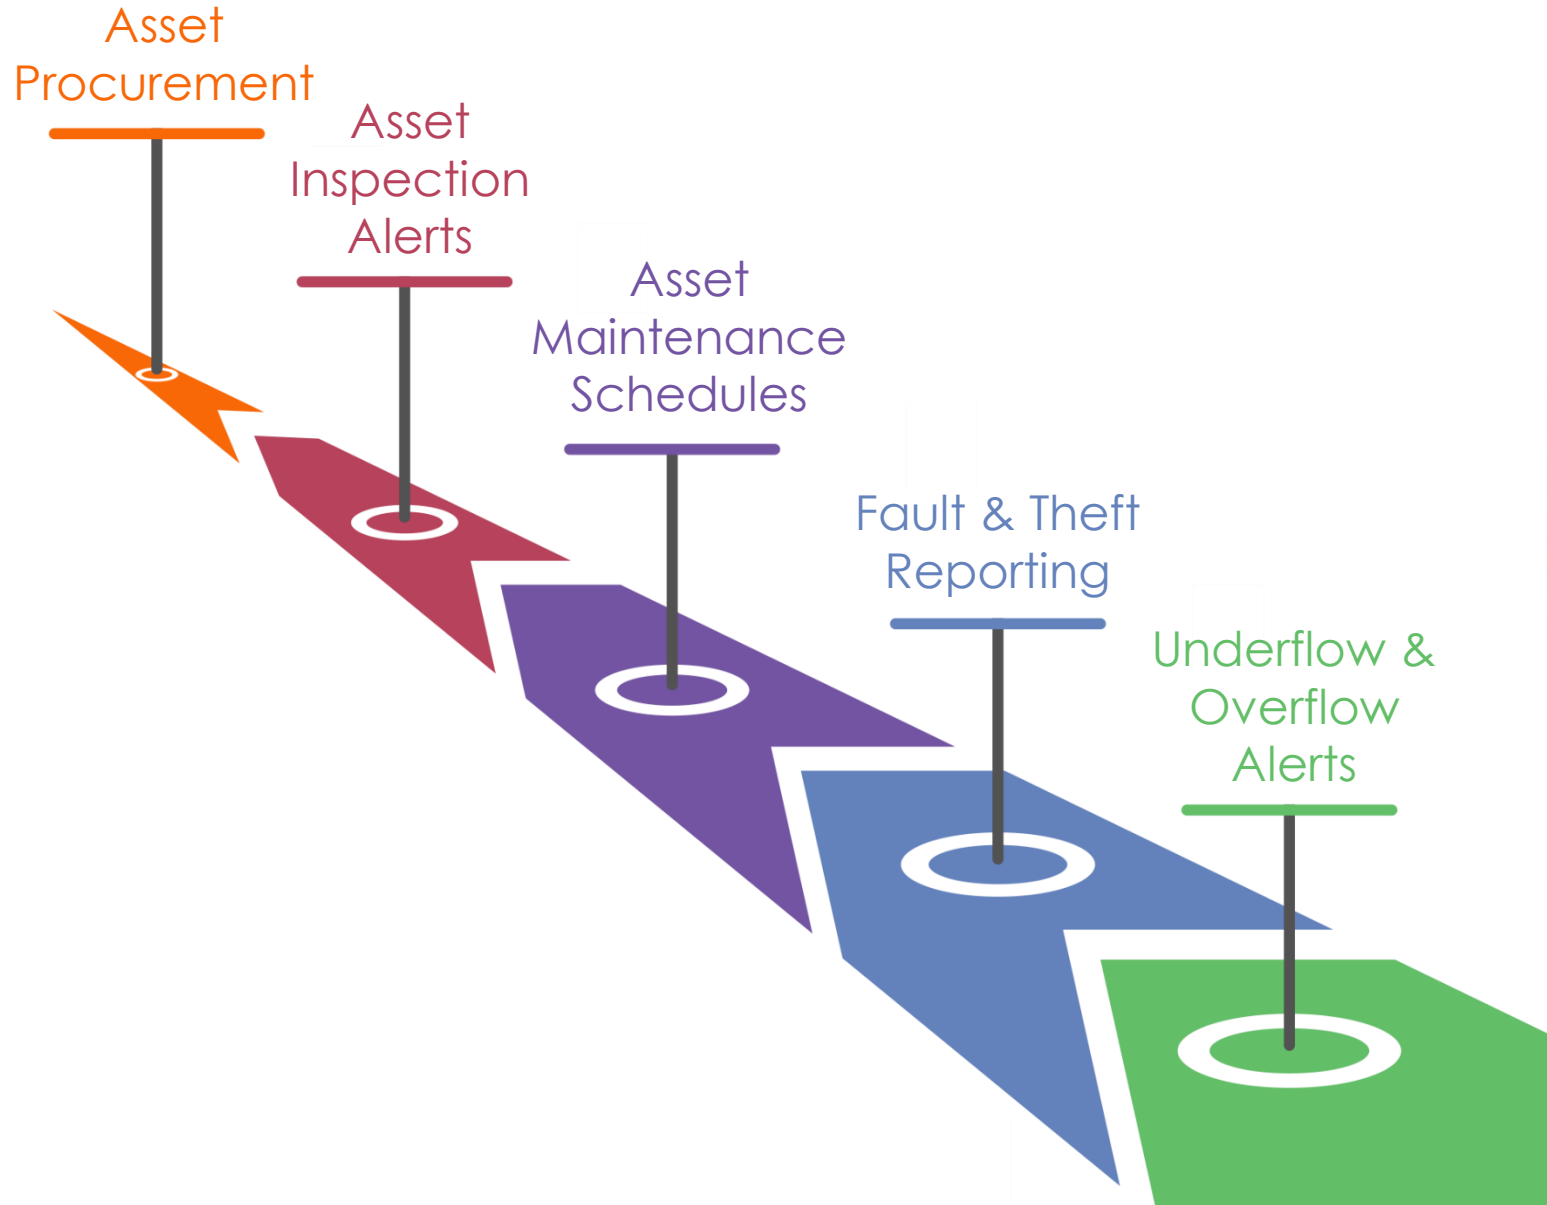 Asset
Procurement
Asset
Inspection
Alerts
Asset
Maintenance
Schedules
Fault & Theft
Reporting
Underflow &
Overflow
Alerts